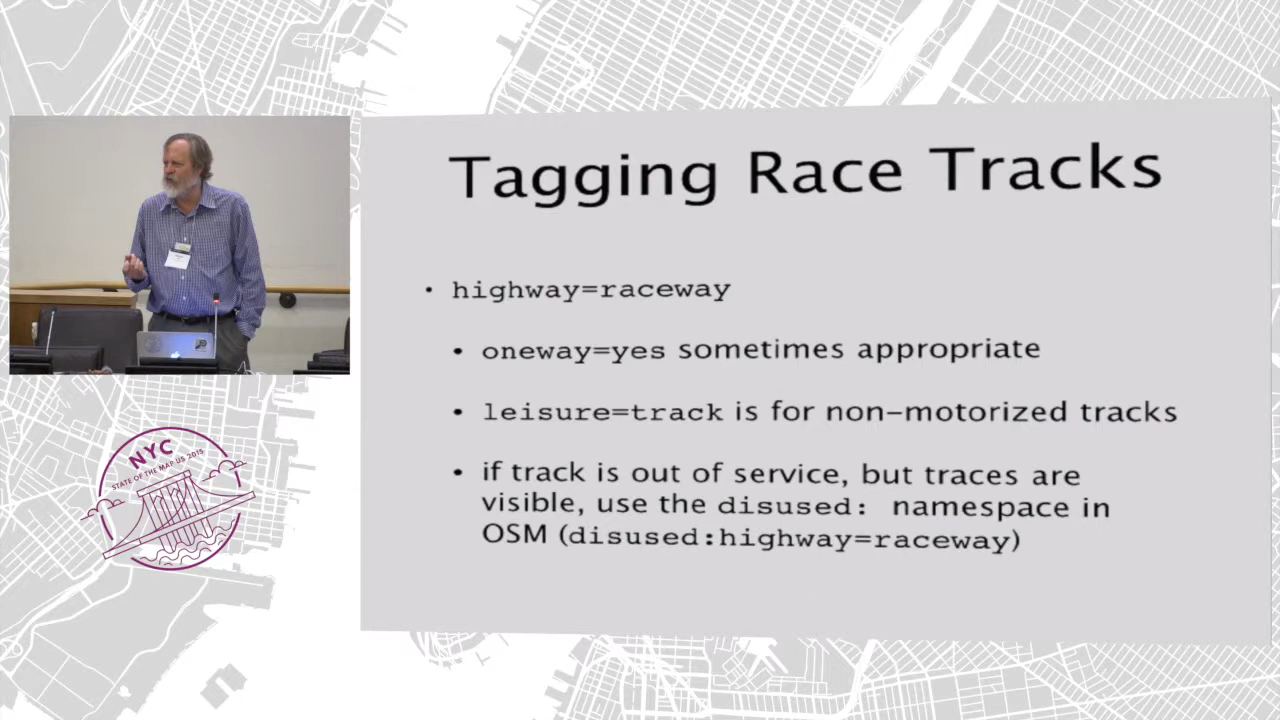 Tagging Race Tracks
• highway=raceway
• oneway=yes sometimes appropriate
• leisure=track is for non-motorized tracks
• if track is out of service, but traces are
visible, use the disused: namespace in
OSM (disused:highway=raceway)
NYC
STATE OF THE MAP US 2015